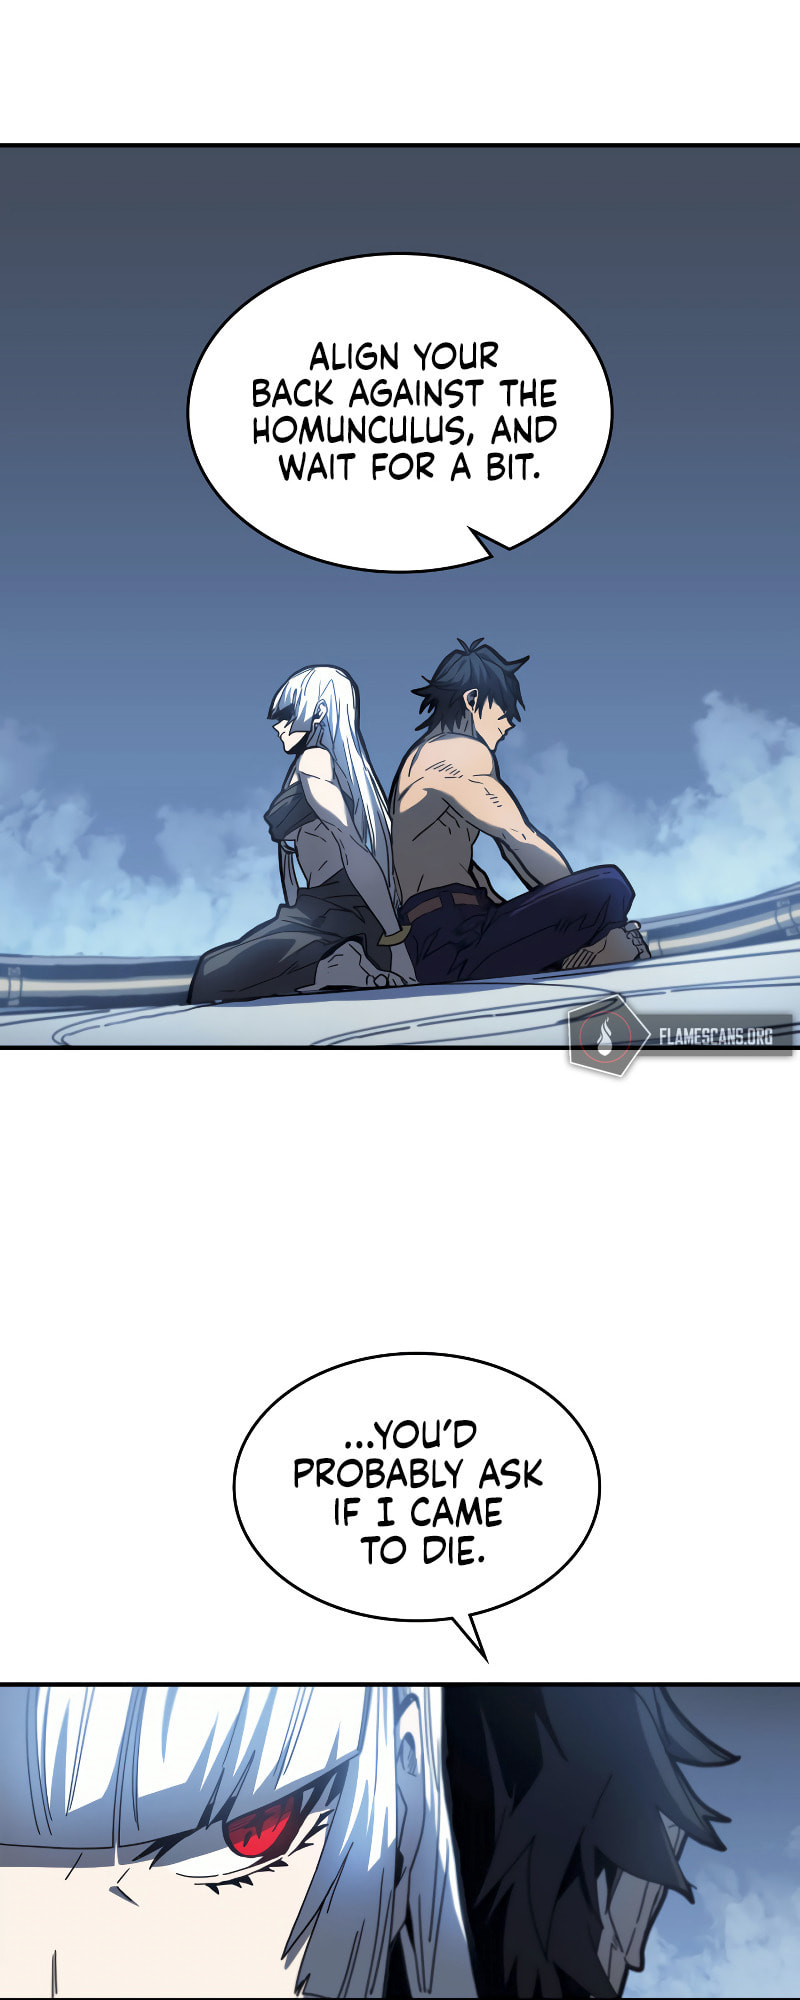 ALIGN YOUR
BACK AGAINST THE
HOMUNCULUS, AND
WAIT FOR A BIT.
FLAMESCANS.ORG
...YOU'D
PROBABLY ASK
IF I CAME
TO DIE.